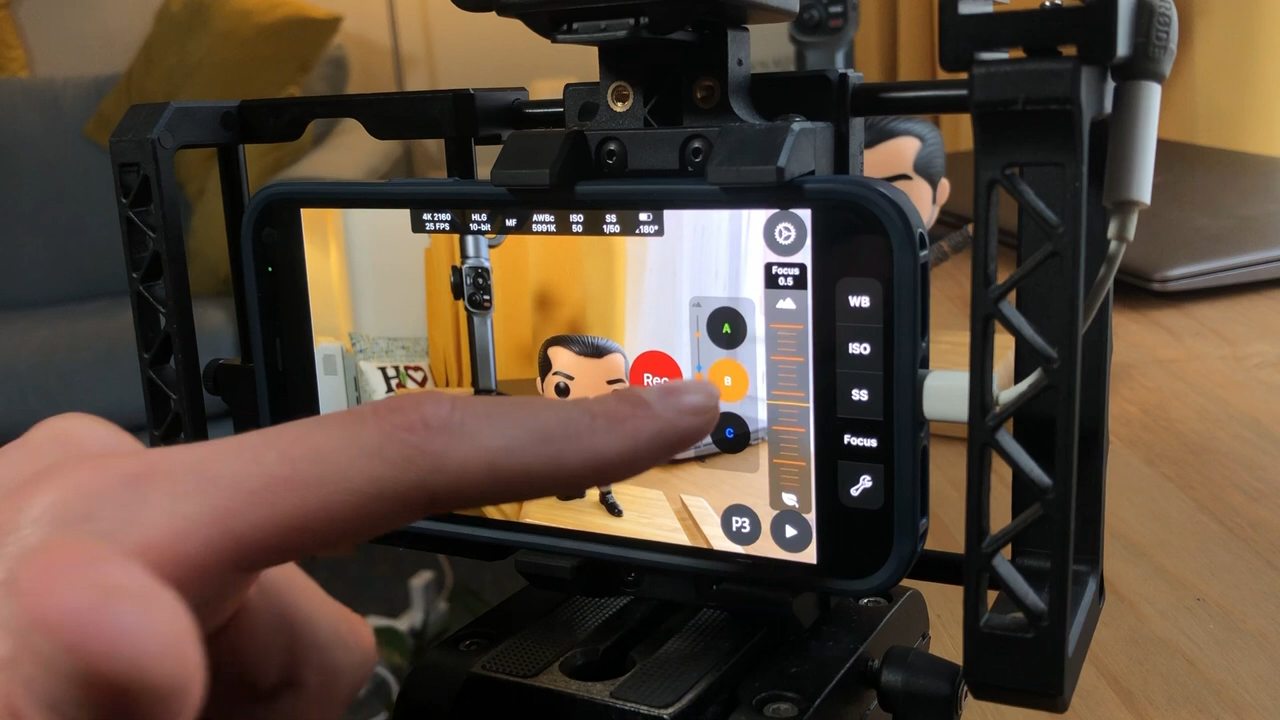 4K 2160 HLG MF AWBc ISO SS
25 FPS 10-bit 5991K 50 1/50 180°
Focus
0.5
WB
A
ISO
Rec
B
SS
C
Focus
H
P3
RODE